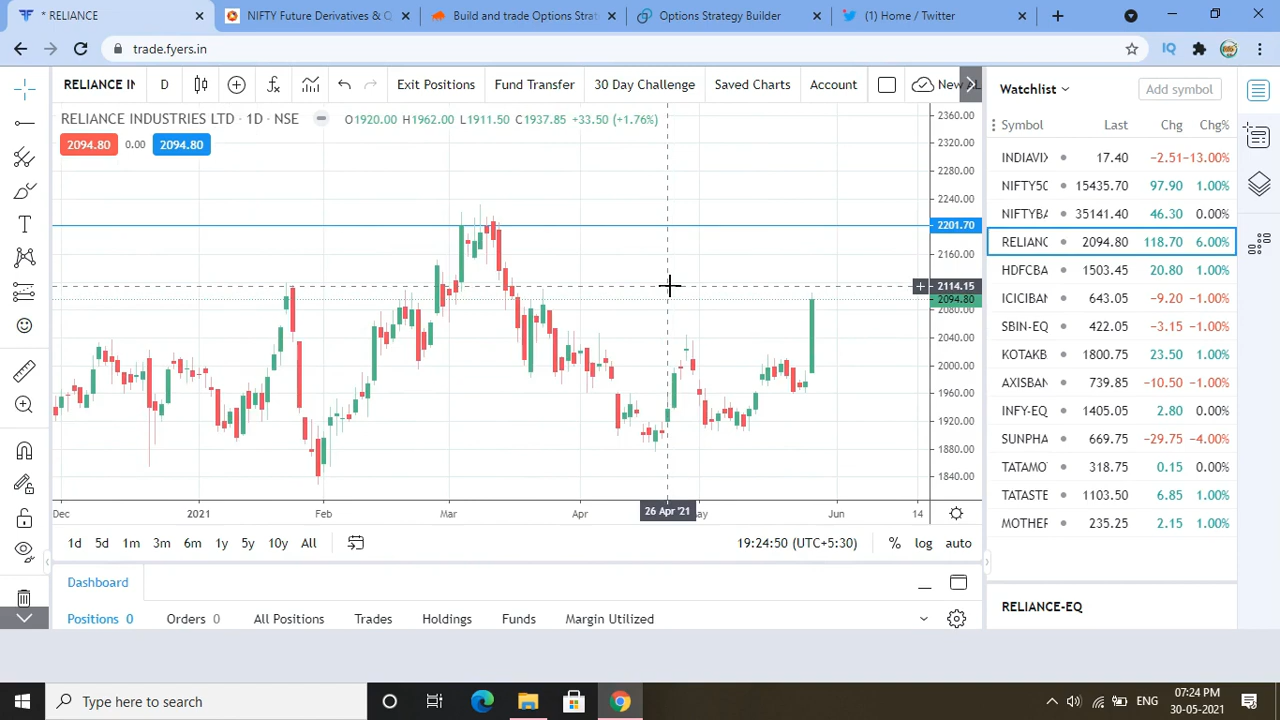 * RELIANCE
NIFTY Future Derivatives & O
Build and trade Options Strat
Options Strategy Builder
(1) Home / Twitter
trade.fyers.in
IQ
RELIANCE IN
D
Exit Positions
Fund Transfer
30 Day Challenge
Saved Charts
Account
New
Watchlist
Add symbol
RELIANCE INDUSTRIES LTD · 1D · NSE
O1920.00 H1962.00 L1911.50 C1937.85 +33.50 (+1.76%)
2094.80 0.00 2094.80
Symbol Last Chg Chg%
INDIAVIX 17.40 −2.51 −13.00%
NIFTY50 15435.70 97.90 1.00%
NIFTYBA 35141.40 46.30 0.00%
RELIANC 2094.80 118.70 6.00%
HDFCBA 1503.45 20.80 1.00%
ICICIBAN 643.05 −9.20 −1.00%
SBIN-EQ 422.05 −3.15 −1.00%
KOTAKB 1800.75 23.50 1.00%
AXISBAN 739.85 −10.50 −1.00%
INFY-EQ 1405.05 2.80 0.00%
SUNPHA 669.75 −29.75 −4.00%
TATAMO 318.75 0.15 0.00%
TATASTE 1103.50 6.85 1.00%
MOTHER 235.25 2.15 1.00%
RELIANCE-EQ
2360.00
2320.00
2280.00
2240.00
2201.70
2160.00
2114.15
2094.80
2080.00
2040.00
2000.00
1960.00
1920.00
1880.00
1840.00
Dec 2021 Feb Mar Apr 26 Apr '21 ay Jun 14
1d 5d 1m 3m 6m 1y 5y 10y All
19:24:50 (UTC+5:30)
% log auto
Dashboard
Positions 0
Orders 0
All Positions
Trades
Holdings
Funds
Margin Utilized
Type here to search
ENG
07:24 PM
30-05-2021